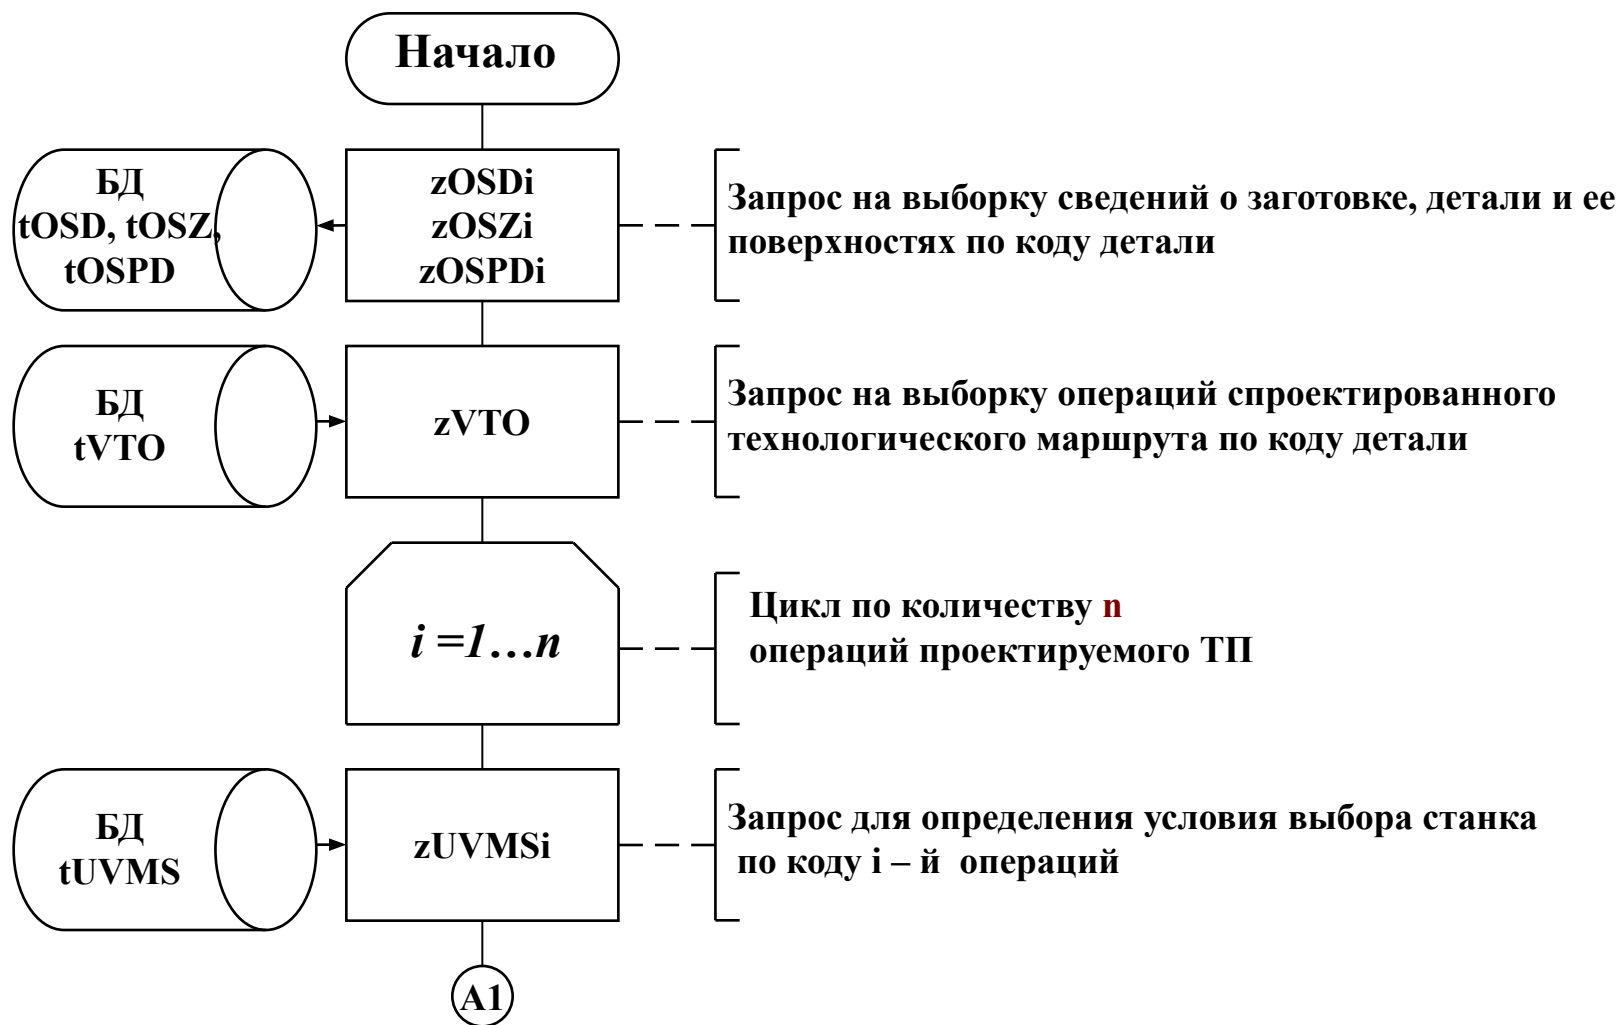 Начало
БД
tOSD, tOSZ,
tOSPD
zOSDi
zOSZi
zOSPDi
Запрос на выборку сведений о заготовке, детали и ее
поверхностях по коду детали
БД
tVTO
zVTO
Запрос на выборку операций спроектированного
технологического маршрута по коду детали
i =1…n
Цикл по количеству n
операций проектируемого ТП
БД
tUVMS
zUVMSi
Запрос для определения условия выбора станка
по коду i – й операций
А1